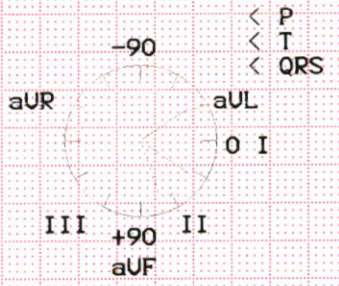 < P
< T
< QRS
-90
aVR aVL
0 I
III II
+90
aVF